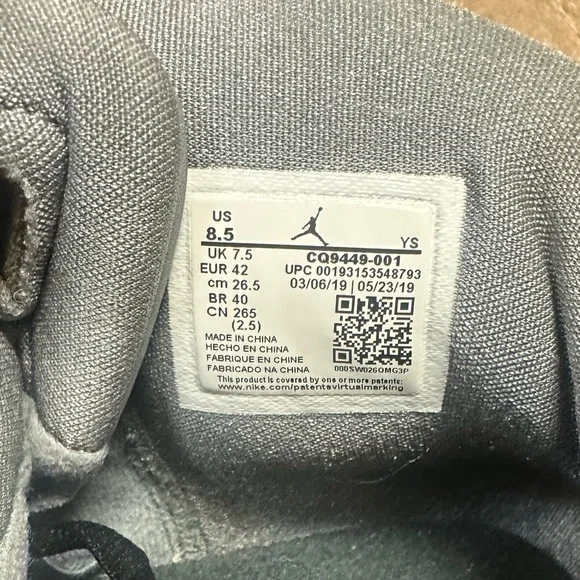 US
8.5
YS
UK 7.5
CQ9449-001
EUR 42
UPC 00193153548793
cm 26.5
03/06/19 | 05/23/19
BR 40
CN 265
(2.5)
MADE IN CHINA
HECHO EN CHINA
FABRIQUE EN CHINE
FABRICADO NA CHINA
000SW026OMG3P
This product is covered by one or more patents:
www.nike.com/patentsvirtualmarking